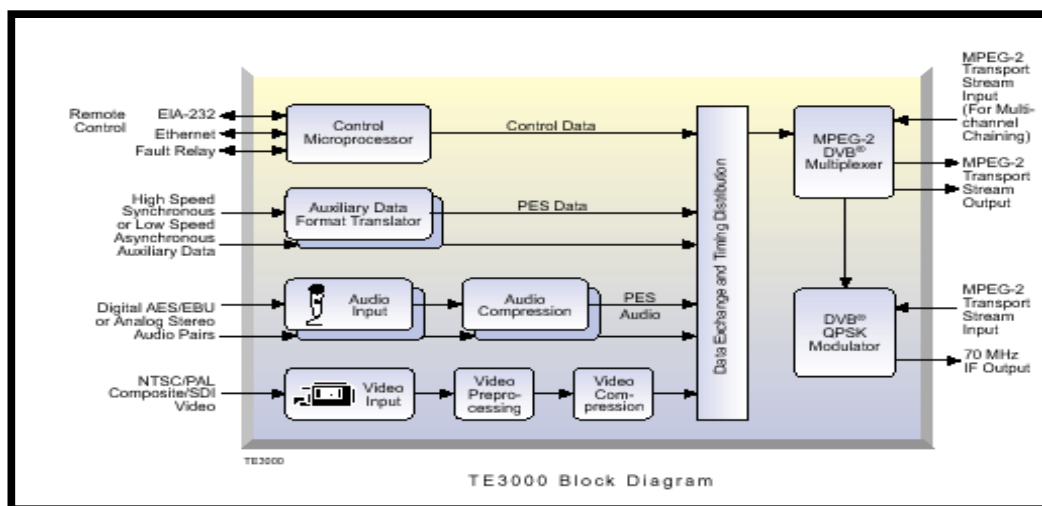 Remote
Control
EIA-232
Ethernet
Fault Relay
Control
Microprocessor
Control Data
High Speed
Synchronous
or Low Speed
Asynchronous
Auxiliary Data
Auxiliary Data
Format Translator
PES Data
Digital AES/EBU
or Analog Stereo
Audio Pairs
Audio
Input
Audio
Compression
PES
Audio
NTSC/PAL
Composite/SDI
Video
Video
Input
Video
Prepro-
cessing
Video
Com-
pression
Data Exchange and Timing Distribution
MPEG-2
DVB®
Multiplexer
DVB®
QPSK
Modulator
MPEG-2
Transport
Stream
Input
(For Multi-
channel
Chaining)
MPEG-2
Transport
Stream
Output
MPEG-2
Transport
Stream
Input
70 MHz
IF Output
TE3000
TE3000 Block Diagram